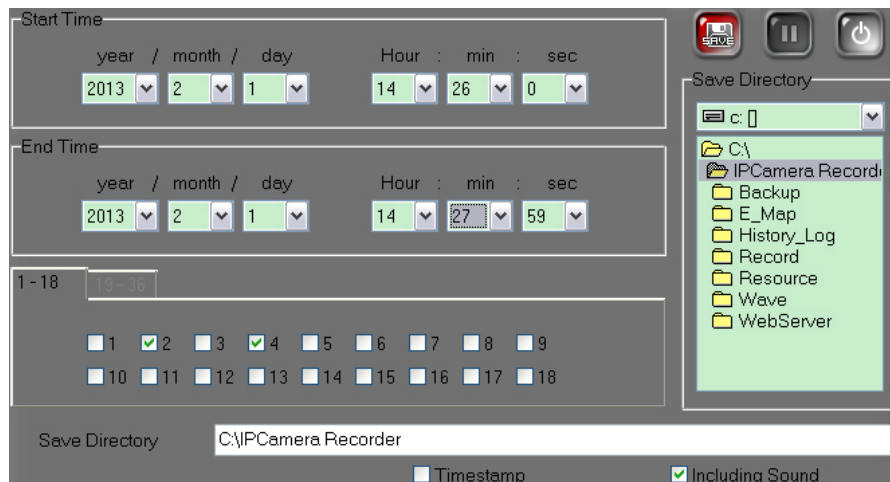 Start Time
year / month / day Hour : min : sec
2013 2 1 14 26 0
End Time
year / month / day Hour : min : sec
2013 2 1 14 27 59
SAVE
Save Directory
c: []
C:\
IPCamera Recorde
Backup
E_Map
History_Log
Record
Resource
Wave
WebServer
1 - 18 19 - 36
1 2 3 4 5 6 7 8 9
10 11 12 13 14 15 16 17 18
Save Directory C:\IPCamera Recorder
Timestamp Including Sound